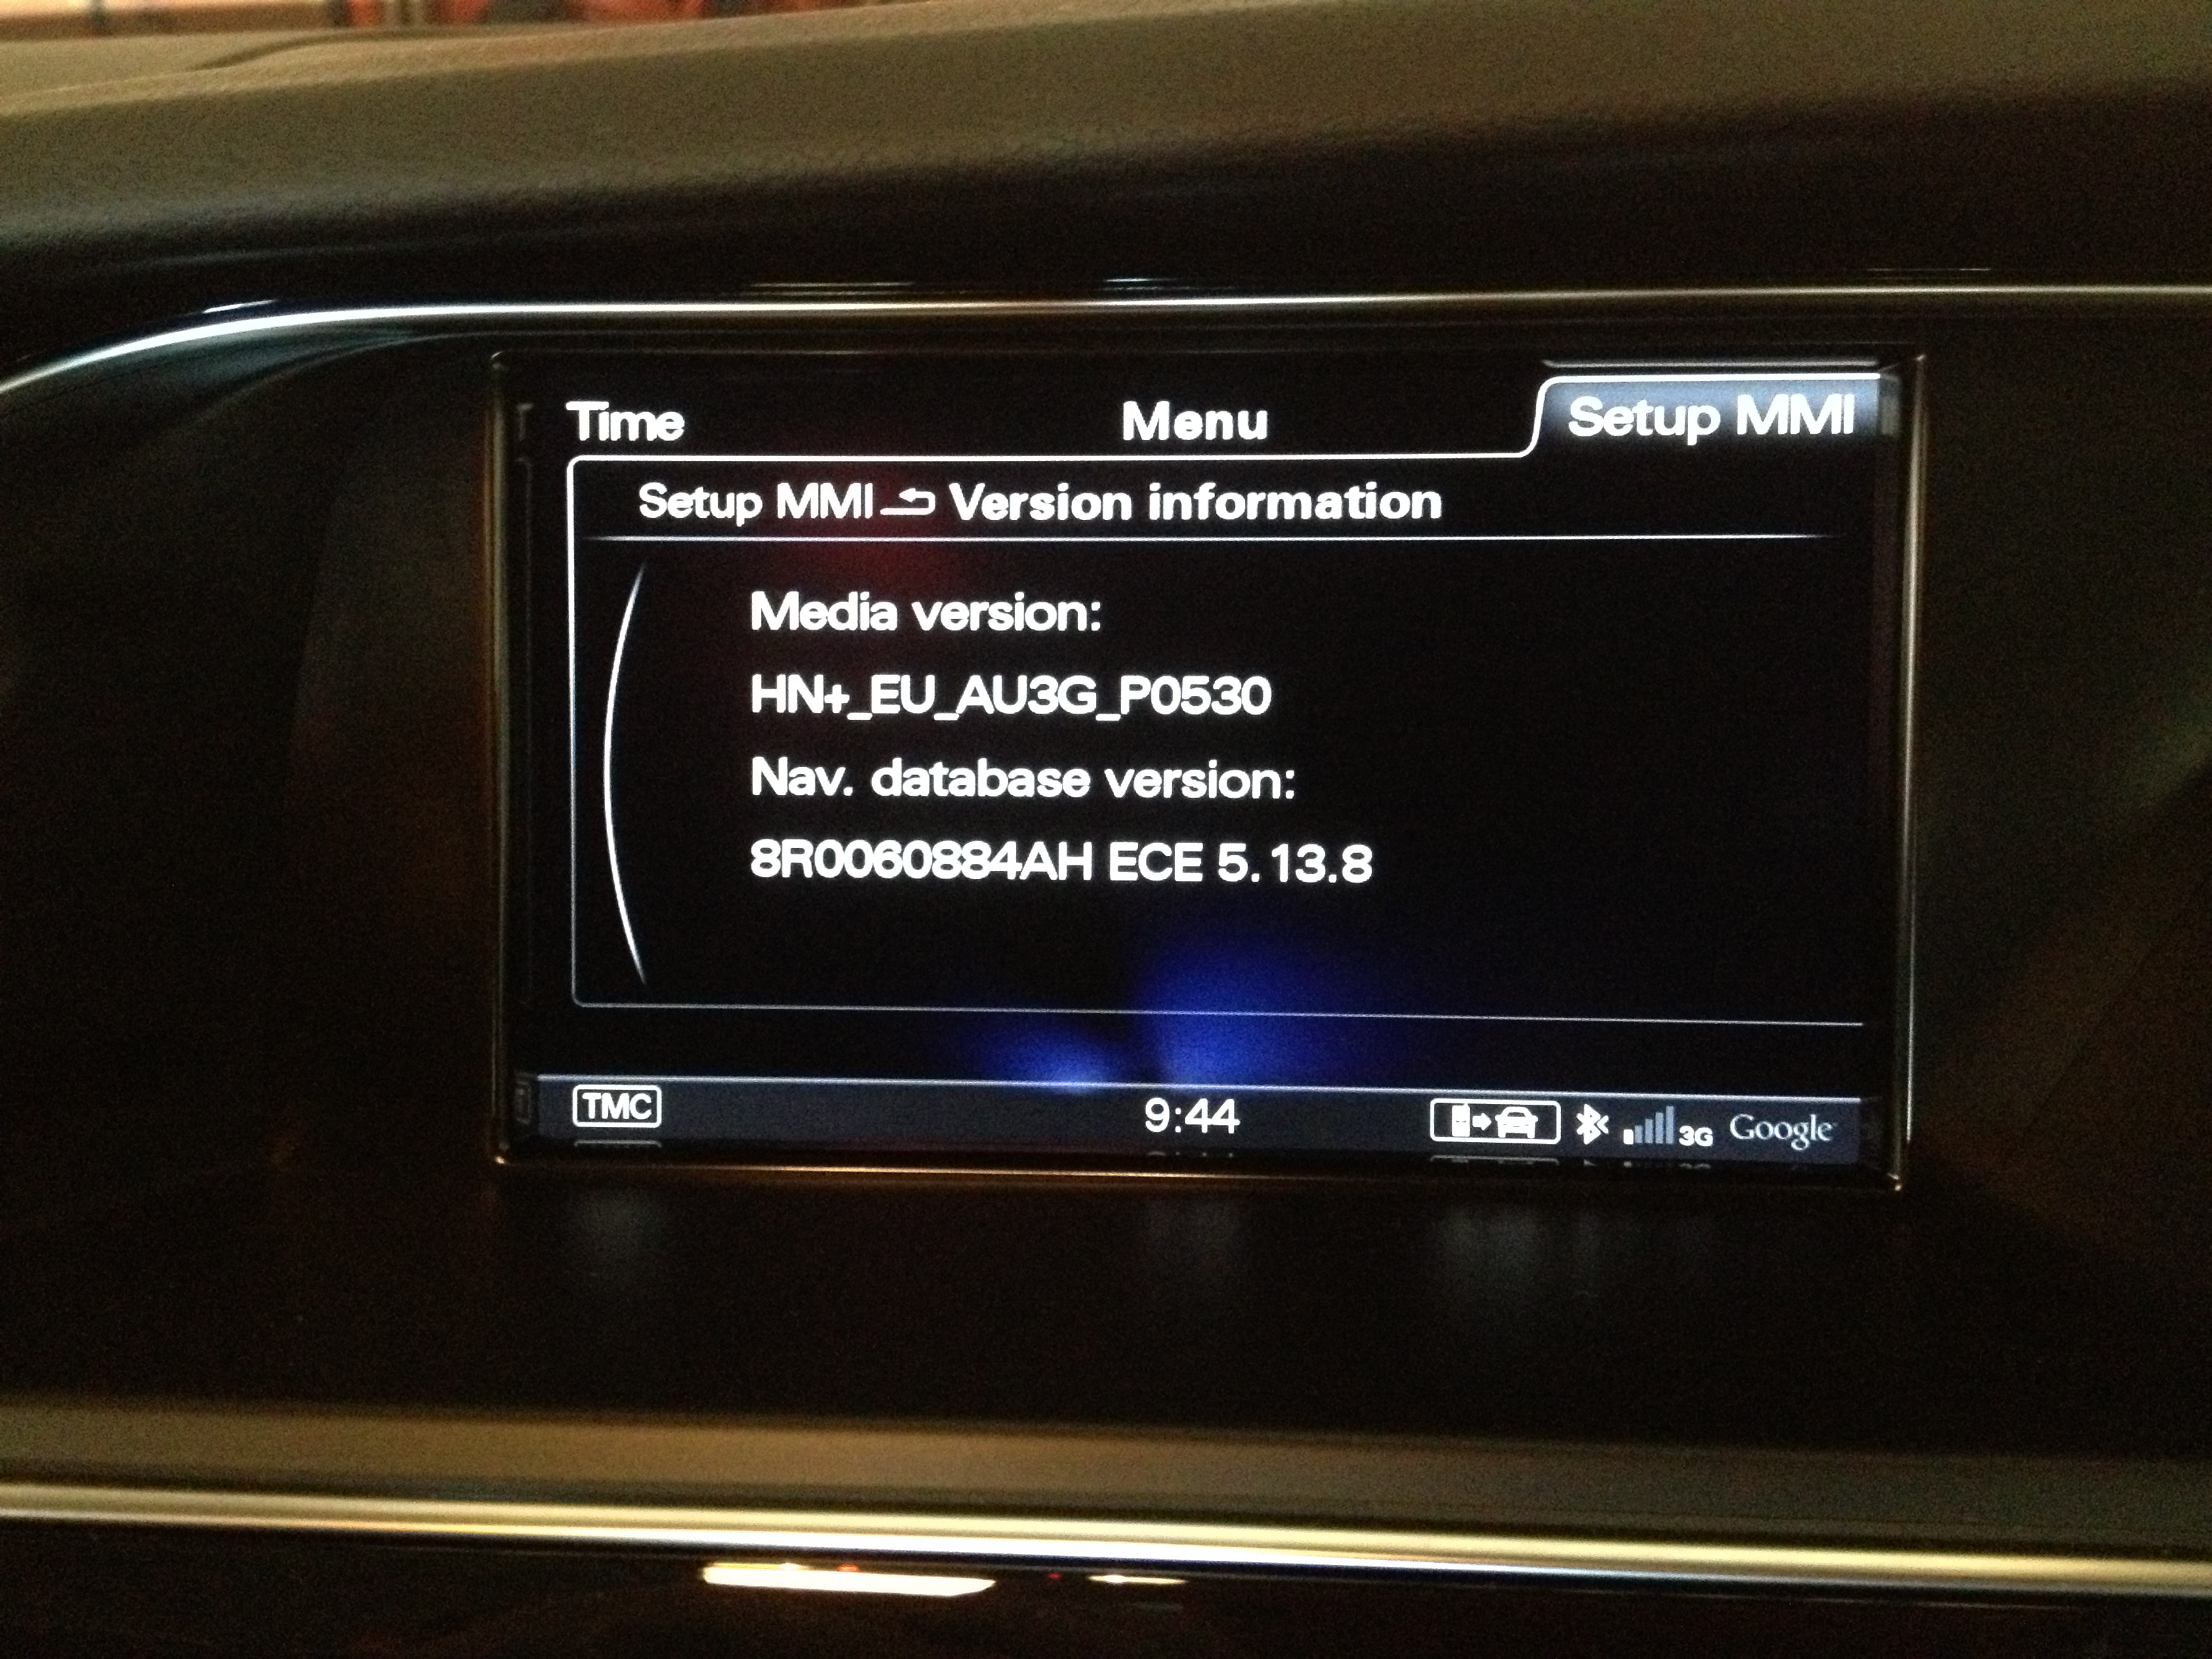 Time Menu Setup MMI
Setup MMI Version information
Media version:
HN+_EU_AU3G_P0530
Nav. database version:
8R0060884AH ECE 5.13.8
TMC 9:44 3G Google